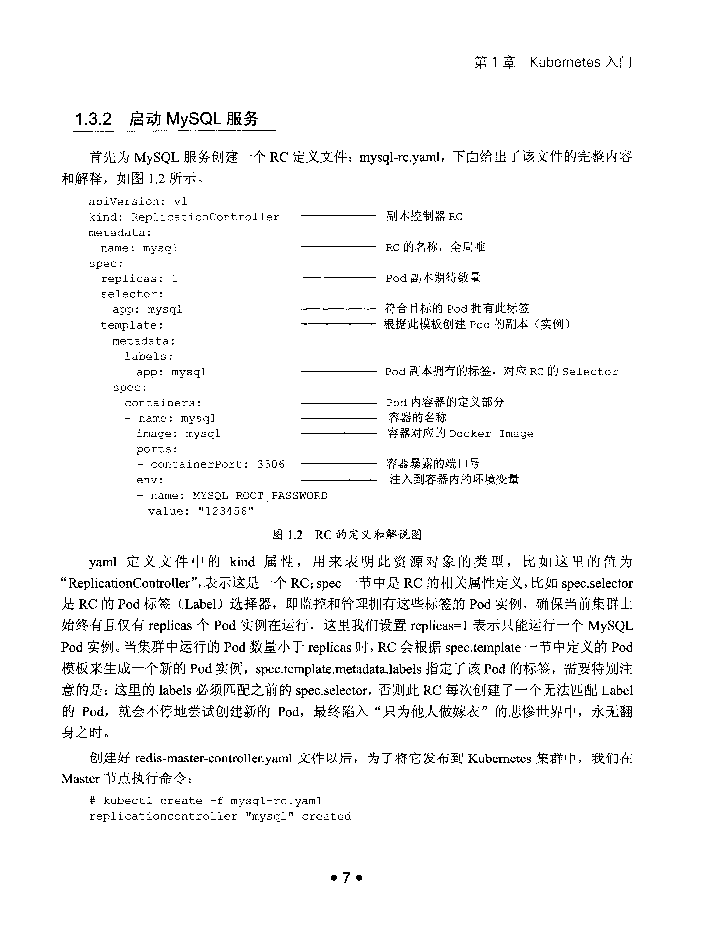 第 1 章 Kubernetes 入门
1.3.2 启动 MySQL 服务
首先为 MySQL 服务创建一个 RC 定义文件：mysql-rc.yaml，下面给出了该文件的完整内容
和解释，如图 1.2 所示。
apiVersion: v1
kind: ReplicationController 副本控制器 RC
metadata:
name: mysql RC 的名称，全局唯一
spec:
replicas: 1 Pod 副本期待数量
selector:
app: mysql 符合目标的 Pod 拥有此标签
template: 根据此模板创建 Pod 的副本（实例）
metadata:
labels:
app: mysql Pod 副本拥有的标签，对应 RC 的 Selector
spec:
containers: Pod 内容器的定义部分
- name: mysql 容器的名称
image: mysql 容器对应的 Docker Image
ports:
- containerPort: 3306 容器暴露的端口号
env: 注入到容器内的环境变量
- name: MYSQL_ROOT_PASSWORD
value: "123456"
图 1.2 RC 的定义和解说图
yaml 定义文件中的 kind 属性，用来表明此资源对象的类型，比如这里的值为
“ReplicationController”，表示这是一个 RC；spec 一节中是 RC 的相关属性定义，比如 spec.selector
是 RC 的 Pod 标签（Label）选择器，即监控和管理拥有这些标签的 Pod 实例，确保当前集群上
始终有且仅有 replicas 个 Pod 实例在运行，这里我们设置 replicas=1 表示只能运行一个 MySQL
Pod 实例。当集群中运行的 Pod 数量小于 replicas 时，RC 会根据 spec.template 一节中定义的 Pod
模板来生成一个新的 Pod 实例，spec.template.metadata.labels 指定了该 Pod 的标签，需要特别注
意的是：这里的 labels 必须匹配之前的 spec.selector，否则此 RC 每次创建了一个无法匹配 Label
的 Pod，就会不停地尝试创建新的 Pod，最终陷入“只为他人做嫁衣”的悲惨世界中，永无翻
身之时。
创建好 redis-master-controller.yaml 文件以后，为了将它发布到 Kubernetes 集群中，我们在
Master 节点执行命令：
# kubectl create -f mysql-rc.yaml
replicationcontroller "mysql" created
• 7 •